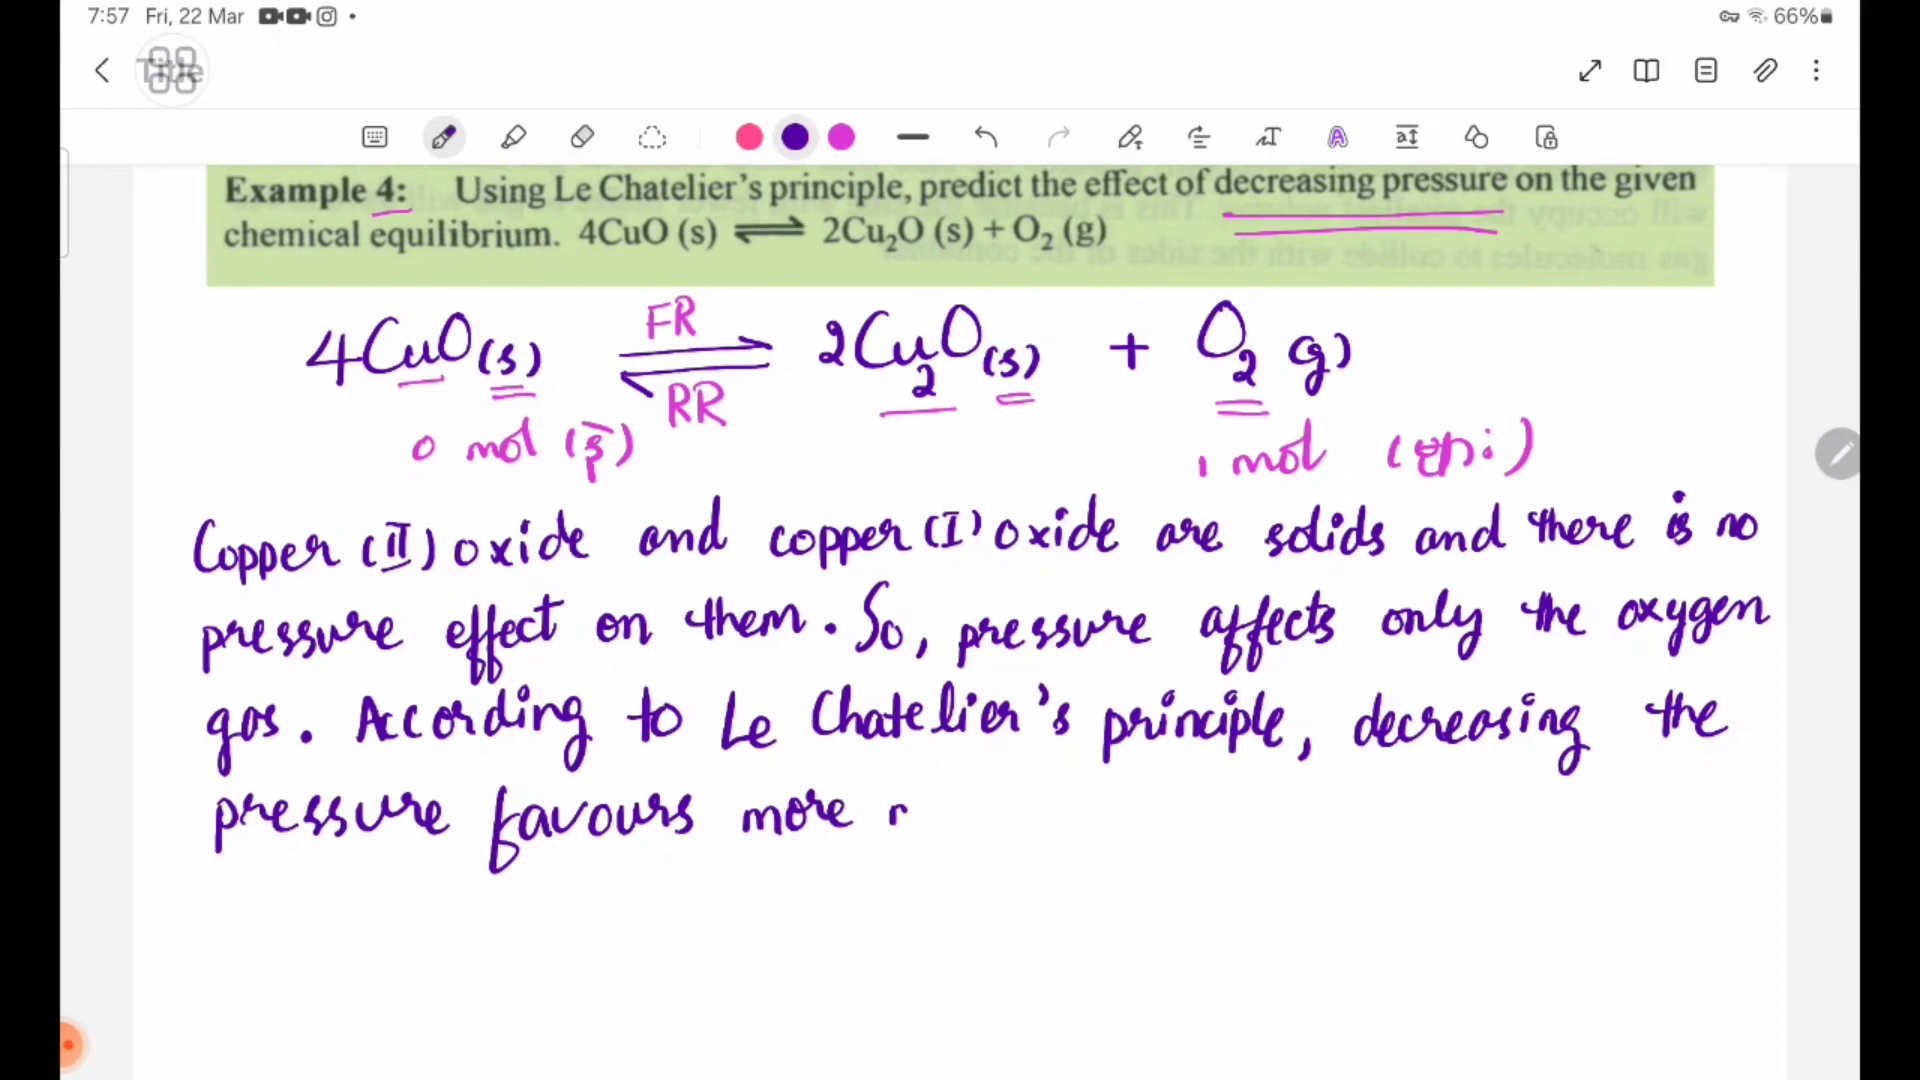 7:57 Fri, 22 Mar
66%
Title
Example 4: Using Le Chatelier's principle, predict the effect of decreasing pressure on the given
chemical equilibrium. 4CuO (s) ⇌ 2Cu₂O (s) + O₂ (g)
FR
4CuO(s) ⇌ 2Cu₂O(s) + O₂ g)
RR
0 mol
1 mol
Copper (II) oxide and copper (I) oxide are solids and there is no
pressure effect on them. So, pressure affects only the oxygen
gas. According to Le Chatelier's principle, decreasing the
pressure favours more